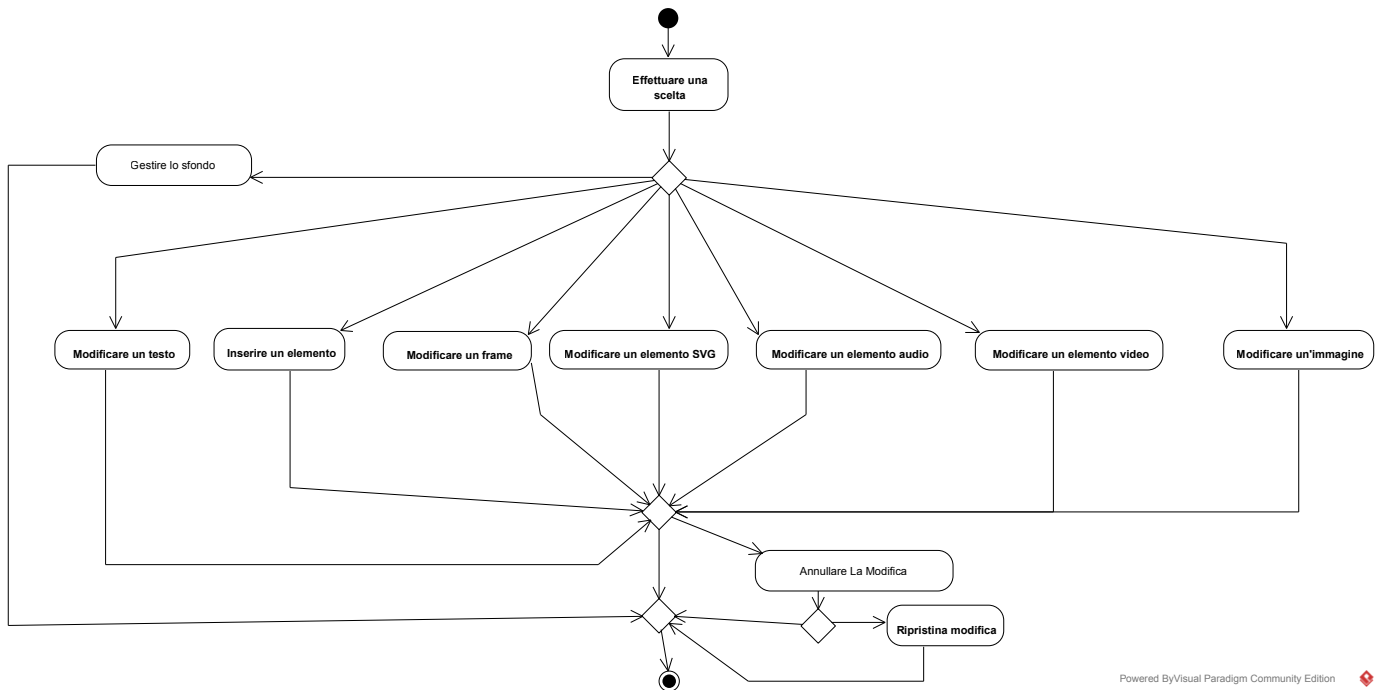 Effettuare una
scelta
Gestire lo sfondo
Modificare un testo
Inserire un elemento
Modificare un frame
Modificare un elemento SVG
Modificare un elemento audio
Modificare un elemento video
Modificare un'immagine
Annullare La Modifica
Ripristina modifica
Powered ByVisual Paradigm Community Edition